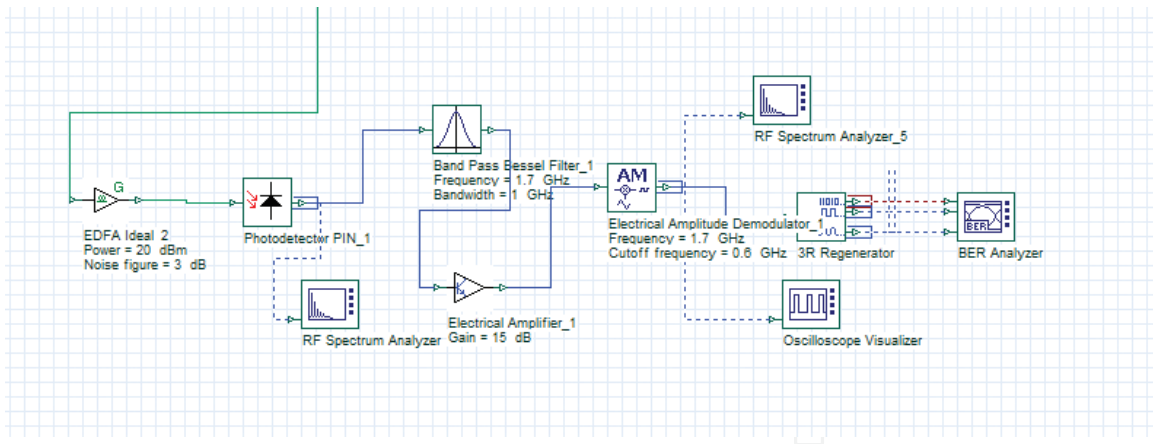 RF Spectrum Analyzer_5
Band Pass Bessel Filter_1
Frequency = 1.7 GHz
Bandwidth = 1 GHz
AM
G
EDFA Ideal 2
Power = 20 dBm
Noise figure = 3 dB
Photodetector PIN_1
Electrical Amplitude Demodulator_1
Frequency = 1.7 GHz
Cutoff frequency = 0.6 GHz
3R Regenerator
BER
BER Analyzer
RF Spectrum Analyzer
Electrical Amplifier_1
Gain = 15 dB
Oscilloscope Visualizer